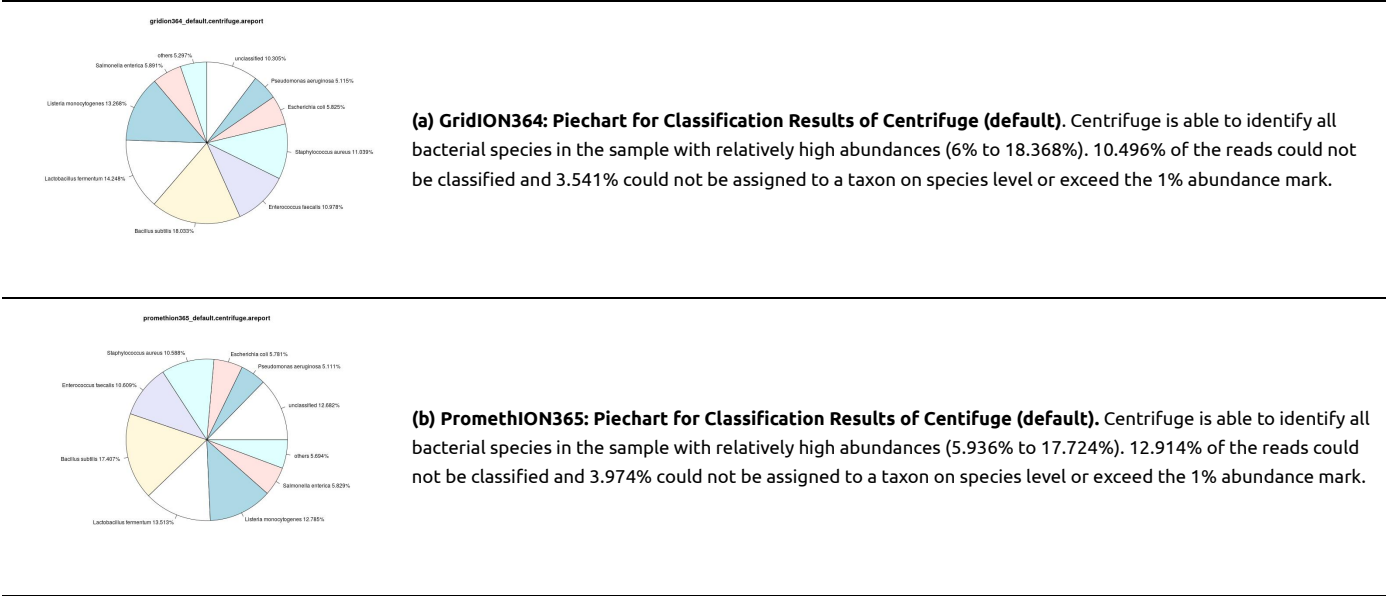 gridion364_default.centrifuge.areport
others 5.297%
unclassified 10.305%
Salmonella enterica 5.891%
Pseudomonas aeruginosa 5.115%
Listeria monocytogenes 13.268%
Escherichia coli 5.825%
Staphylococcus aureus 11.039%
Lactobacillus fermentum 14.248%
Enterococcus faecalis 10.978%
Bacillus subtilis 18.033%
(a) GridION364: Piechart for Classification Results of Centrifuge (default). Centrifuge is able to identify all
bacterial species in the sample with relatively high abundances (6% to 18.368%). 10.496% of the reads could not
be classified and 3.541% could not be assigned to a taxon on species level or exceed the 1% abundance mark.
promethion365_default.centrifuge.areport
Staphylococcus aureus 10.588%
Escherichia coli 5.781%
Pseudomonas aeruginosa 5.111%
Enterococcus faecalis 10.609%
unclassified 12.682%
Bacillus subtilis 17.407%
others 5.694%
Salmonella enterica 5.829%
Lactobacillus fermentum 13.513%
Listeria monocytogenes 12.785%
(b) PromethION365: Piechart for Classification Results of Centifuge (default). Centrifuge is able to identify all
bacterial species in the sample with relatively high abundances (5.936% to 17.724%). 12.914% of the reads could
not be classified and 3.974% could not be assigned to a taxon on species level or exceed the 1% abundance mark.